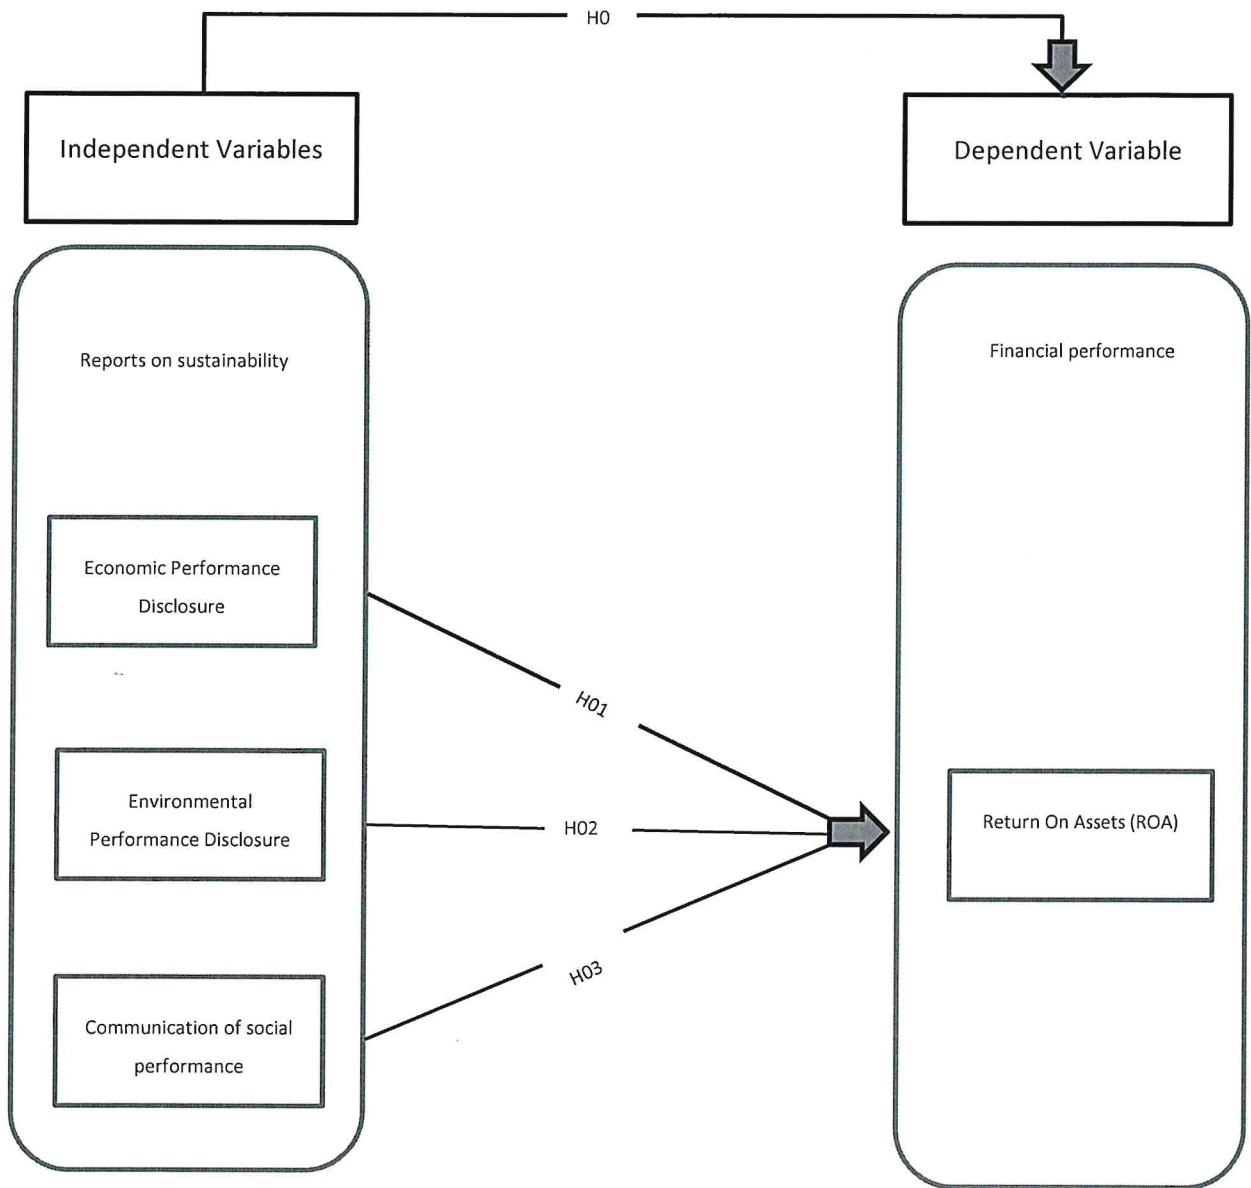 H0
Independent Variables
Dependent Variable
Reports on sustainability
Financial performance
Economic Performance
Disclosure
H01
Environmental
Performance Disclosure
H02
Return On Assets (ROA)
H03
Communication of social
performance